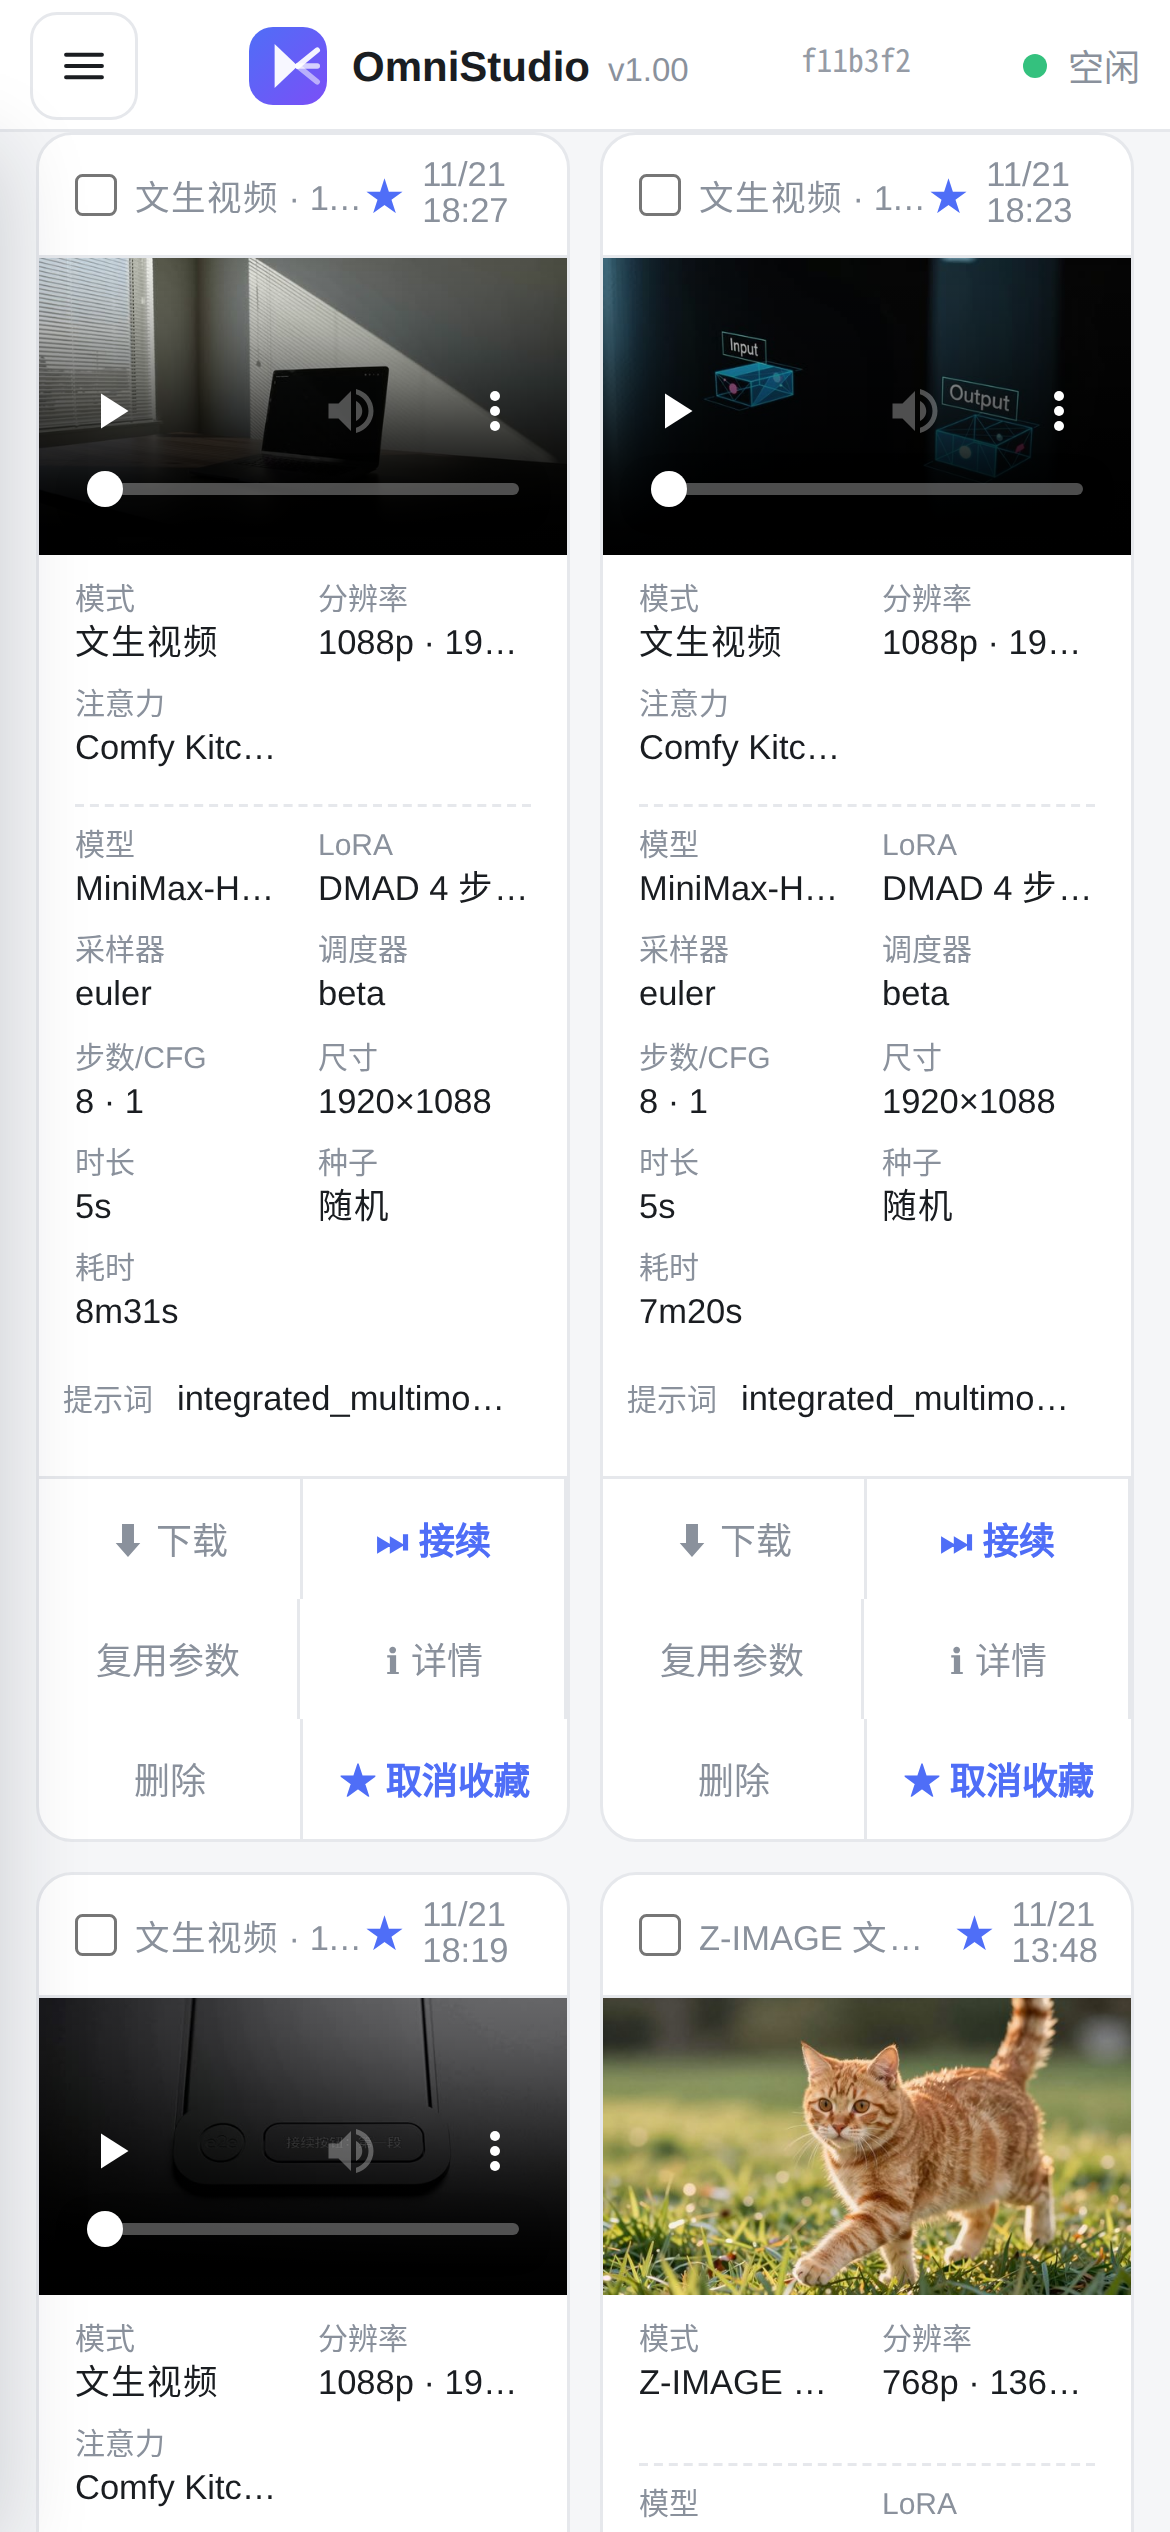 OmniStudio v1.00 f11b3f2 空闲
文生视频 · 1… ★ 11/21 18:27
文生视频 · 1… ★ 11/21 18:23
Input
Output
模式 分辨率
文生视频 1088p · 19…
注意力
Comfy Kitc…
模型 LoRA
MiniMax-H… DMAD 4 步…
采样器 调度器
euler beta
步数/CFG 尺寸
8 · 1 1920×1088
时长 种子
5s 随机
耗时
8m31s
提示词 integrated_multimo…
下载 接续
复用参数 详情
删除 ★ 取消收藏
模式 分辨率
文生视频 1088p · 19…
注意力
Comfy Kitc…
模型 LoRA
MiniMax-H… DMAD 4 步…
采样器 调度器
euler beta
步数/CFG 尺寸
8 · 1 1920×1088
时长 种子
5s 随机
耗时
7m20s
提示词 integrated_multimo…
下载 接续
复用参数 详情
删除 ★ 取消收藏
文生视频 · 1… ★ 11/21 18:19
Z-IMAGE 文… ★ 11/21 13:48
模式 分辨率
文生视频 1088p · 19…
注意力
Comfy Kitc…
模式 分辨率
Z-IMAGE … 768p · 136…
模型 LoRA